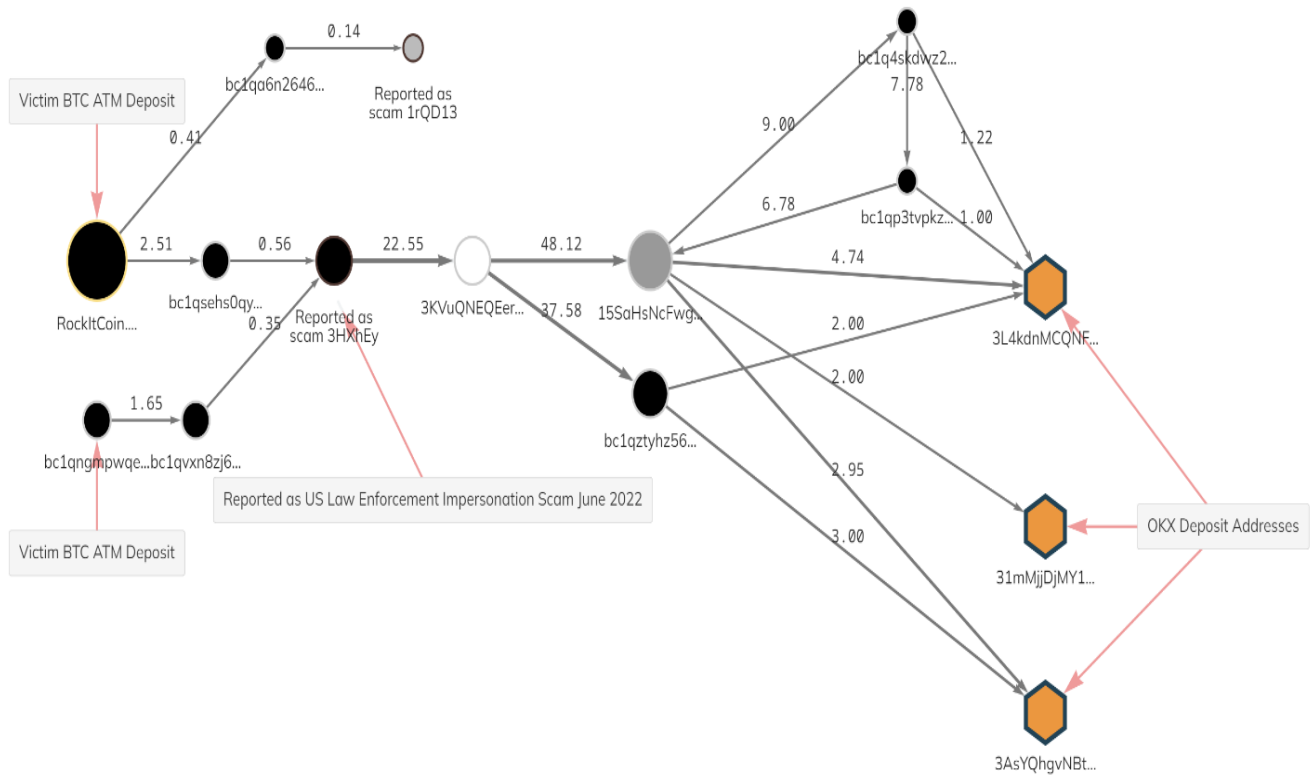 0.14
bc1q4skdwz2...
bc1qa6n2646...
7.78
Victim BTC ATM Deposit
Reported as
scam 1rQD13
9.00
0.41
1.22
6.78
bc1qp3tvpkz...
1.00
2.51
0.56
22.55
48.12
4.74
bc1qsehs0qy...
3KVuQNEQEer...
37.58
15SaHsNcFwg...
RockItCoin....
Reported as
scam 3HXhEy
0.35
2.00
3L4kdnMCQNF...
2.00
1.65
bc1qztyhz56...
bc1qngmpwqe...
bc1qvxn8zj6...
2.95
Reported as US Law Enforcement Impersonation Scam June 2022
3.00
OKX Deposit Addresses
Victim BTC ATM Deposit
31mMjjDjMY1...
3AsYQhgvNBt...